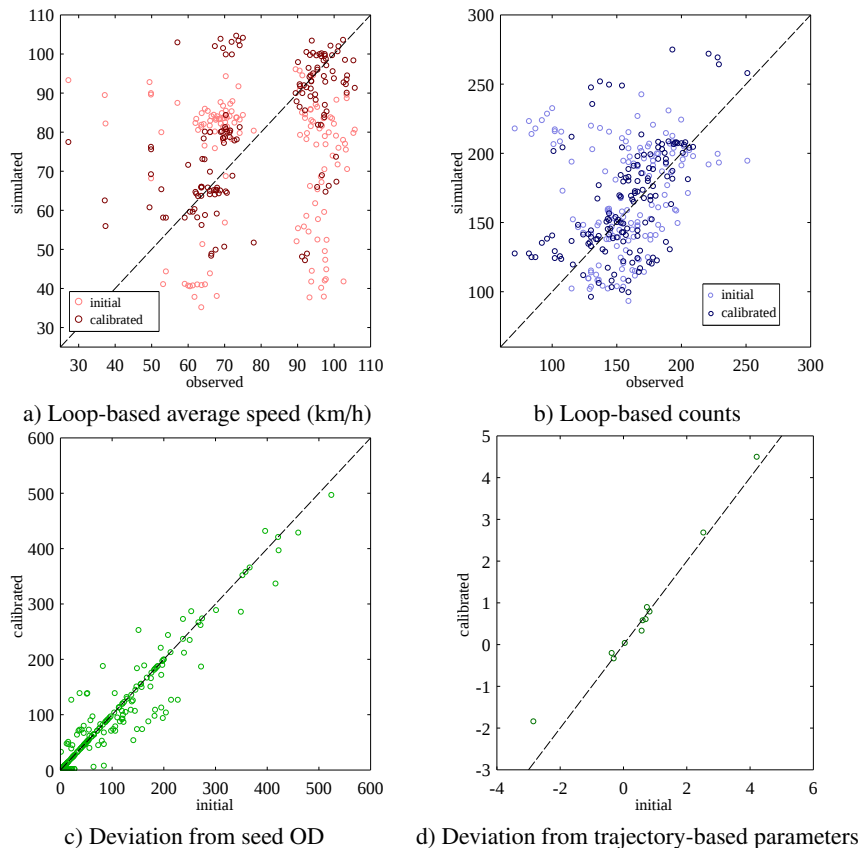 110
100
90
80
70
60
50
40
30
simulated
initial
calibrated
30 40 50 60 70 80 90 100 110
observed
a) Loop-based average speed (km/h)
300
250
200
150
100
simulated
initial
calibrated
100 150 200 250 300
observed
b) Loop-based counts
600
500
400
300
200
100
0
calibrated
0 100 200 300 400 500 600
initial
c) Deviation from seed OD
5
4
3
2
1
0
-1
-2
-3
calibrated
-4 -2 0 2 4 6
initial
d) Deviation from trajectory-based parameters